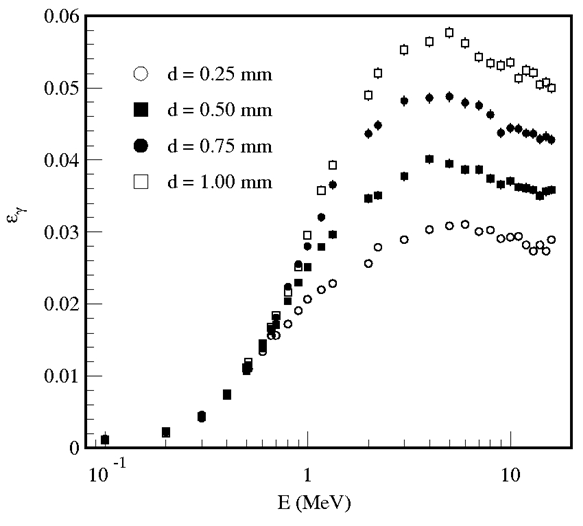 0.06
0.05
0.04
0.03
0.02
0.01
0
εγ
d = 0.25 mm
d = 0.50 mm
d = 0.75 mm
d = 1.00 mm
10 -1
1
10
E (MeV)